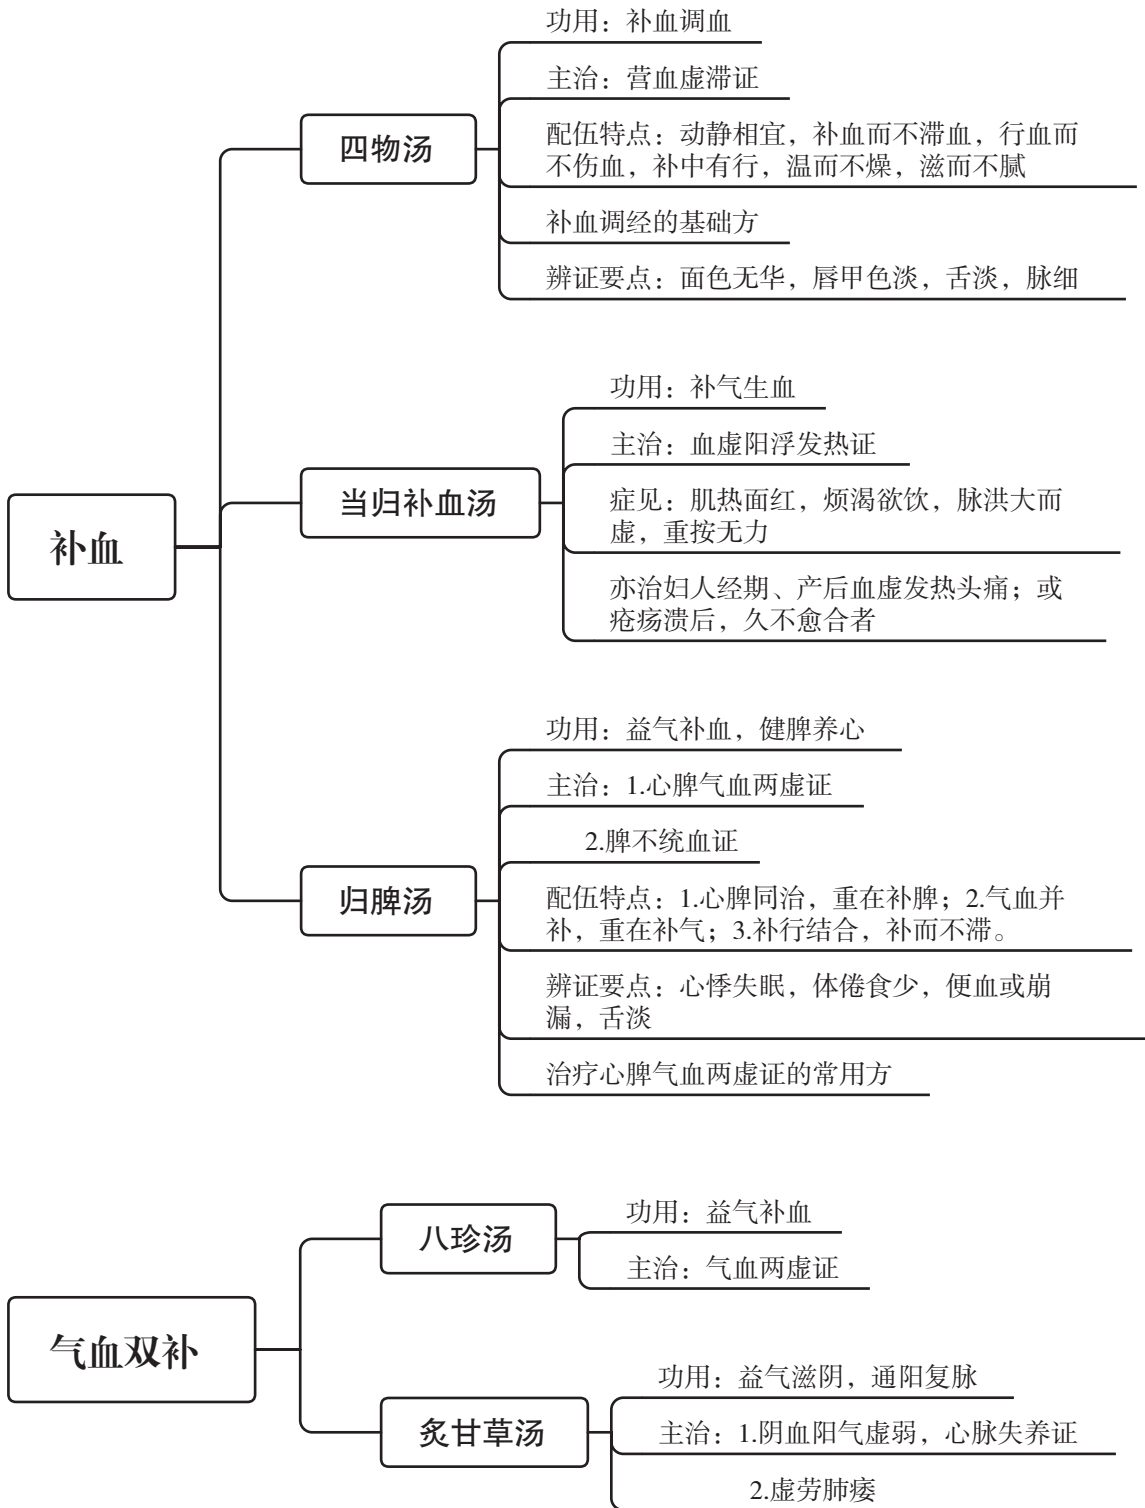 补血
四物汤
功用：补血调血
主治：营血虚滞证
配伍特点：动静相宜，补血而不滞血，行血而
不伤血，补中有行，温而不燥，滋而不腻
补血调经的基础方
辨证要点：面色无华，唇甲色淡，舌淡，脉细
当归补血汤
功用：补气生血
主治：血虚阳浮发热证
症见：肌热面红，烦渴欲饮，脉洪大而
虚，重按无力
亦治妇人经期、产后血虚发热头痛；或
疮疡溃后，久不愈合者
归脾汤
功用：益气补血，健脾养心
主治：1.心脾气血两虚证
2.脾不统血证
配伍特点：1.心脾同治，重在补脾；2.气血并
补，重在补气；3.补行结合，补而不滞。
辨证要点：心悸失眠，体倦食少，便血或崩
漏，舌淡
治疗心脾气血两虚证的常用方
气血双补
八珍汤
功用：益气补血
主治：气血两虚证
炙甘草汤
功用：益气滋阴，通阳复脉
主治：1.阴血阳气虚弱，心脉失养证
2.虚劳肺痿